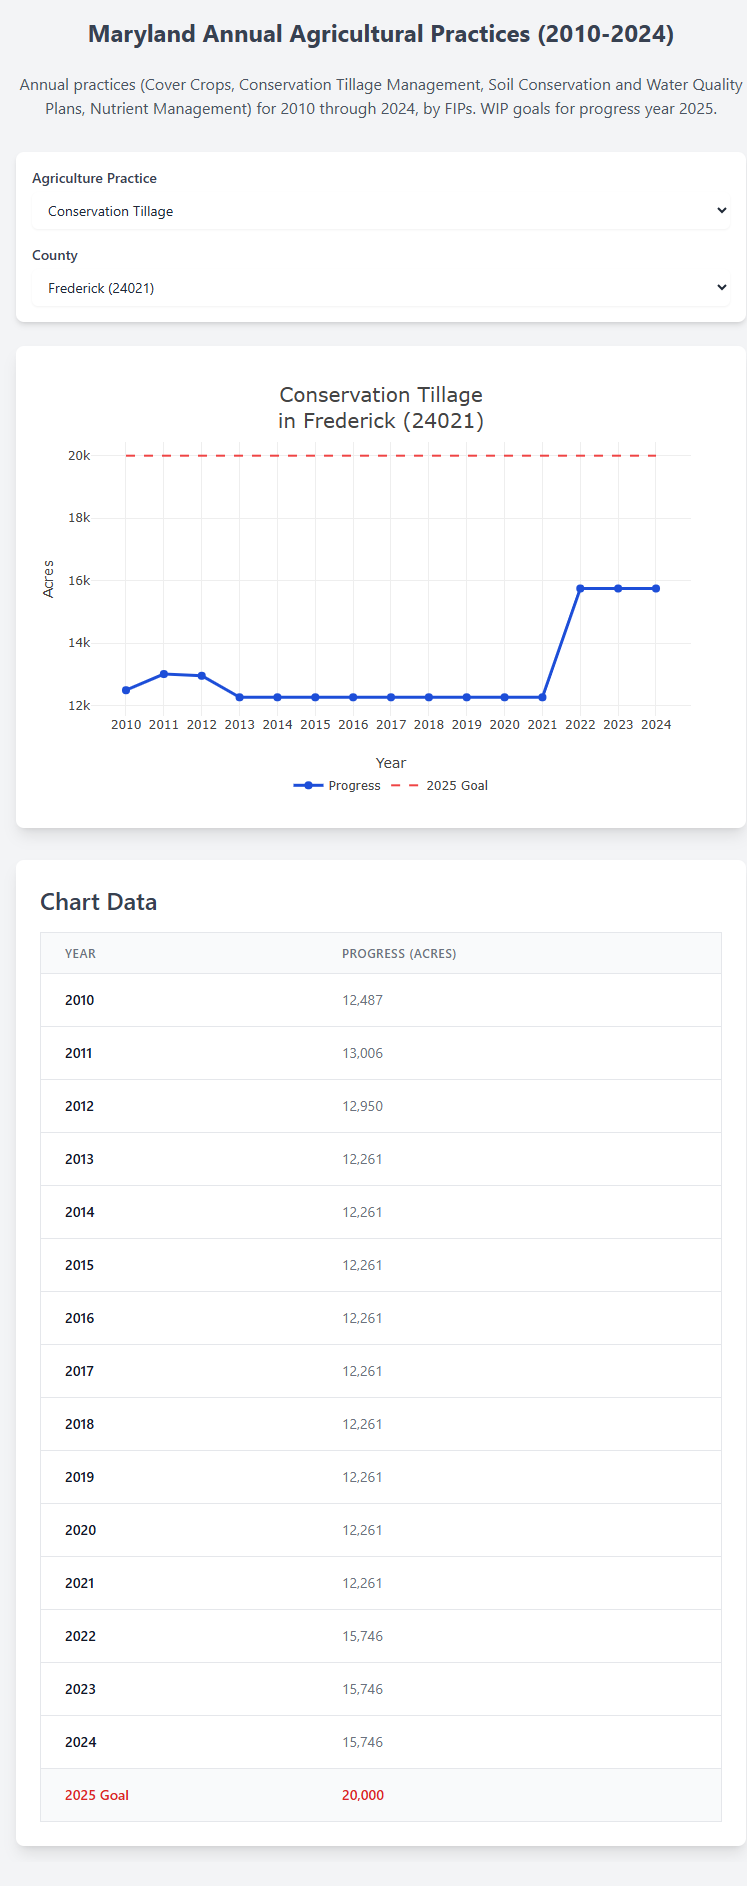 Maryland Annual Agricultural Practices (2010-2024)
Annual practices (Cover Crops, Conservation Tillage Management, Soil Conservation and Water Quality
Plans, Nutrient Management) for 2010 through 2024, by FIPs. WIP goals for progress year 2025.
Agriculture Practice
Conservation Tillage
County
Frederick (24021)
Conservation Tillage
in Frederick (24021)
20k
18k
16k
14k
12k
Acres
2010 2011 2012 2013 2014 2015 2016 2017 2018 2019 2020 2021 2022 2023 2024
Year
Progress 2025 Goal
Chart Data
YEAR PROGRESS (ACRES)
2010 12,487
2011 13,006
2012 12,950
2013 12,261
2014 12,261
2015 12,261
2016 12,261
2017 12,261
2018 12,261
2019 12,261
2020 12,261
2021 12,261
2022 15,746
2023 15,746
2024 15,746
2025 Goal 20,000